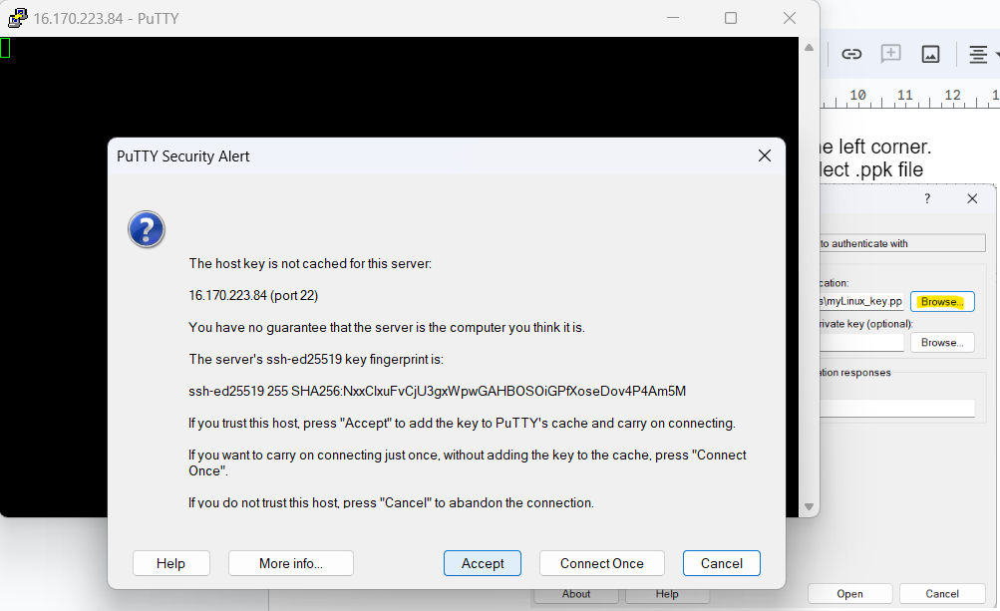 16.170.223.84 - PuTTY
10 11 12
left corner.
.ppk file
PuTTY Security Alert
The host key is not cached for this server:
16.170.223.84 (port 22)
You have no guarantee that the server is the computer you think it is.
The server's ssh-ed25519 key fingerprint is:
ssh-ed25519 255 SHA256:NxxClxuFvCjU3gxWpwGAHBOSOiGPfXoseDov4P4Am5M
If you trust this host, press "Accept" to add the key to PuTTY's cache and carry on connecting.
If you want to carry on connecting just once, without adding the key to the cache, press "Connect
Once".
If you do not trust this host, press "Cancel" to abandon the connection.
Help More info... Accept Connect Once Cancel
?
to authenticate with
s\myLinux_key.pp Browse...
key (optional):
Browse...
responses
About Help Open Cancel